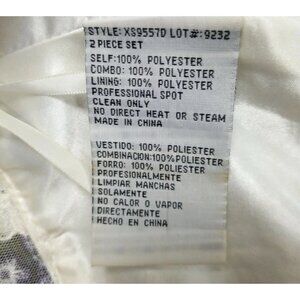 STYLE: XS9557D LOT#:9232
2 PIECE SET
SELF:100% POLYESTER
COMBO: 100% POLYESTER
LINING: 100% POLYESTER
PROFESSIONAL SPOT
CLEAN ONLY
NO DIRECT HEAT OR STEAM
MADE IN CHINA
VESTIDO: 100% POLIESTER
COMBINACION:100%POLIESTER
FORRO: 100% POLIESTER
PROFESIONALMENTE
LIMPIAR MANCHAS
SOLAMENTE
NO CALOR O VAPOR
DIRECTAMENTE
HECHO EN CHINA